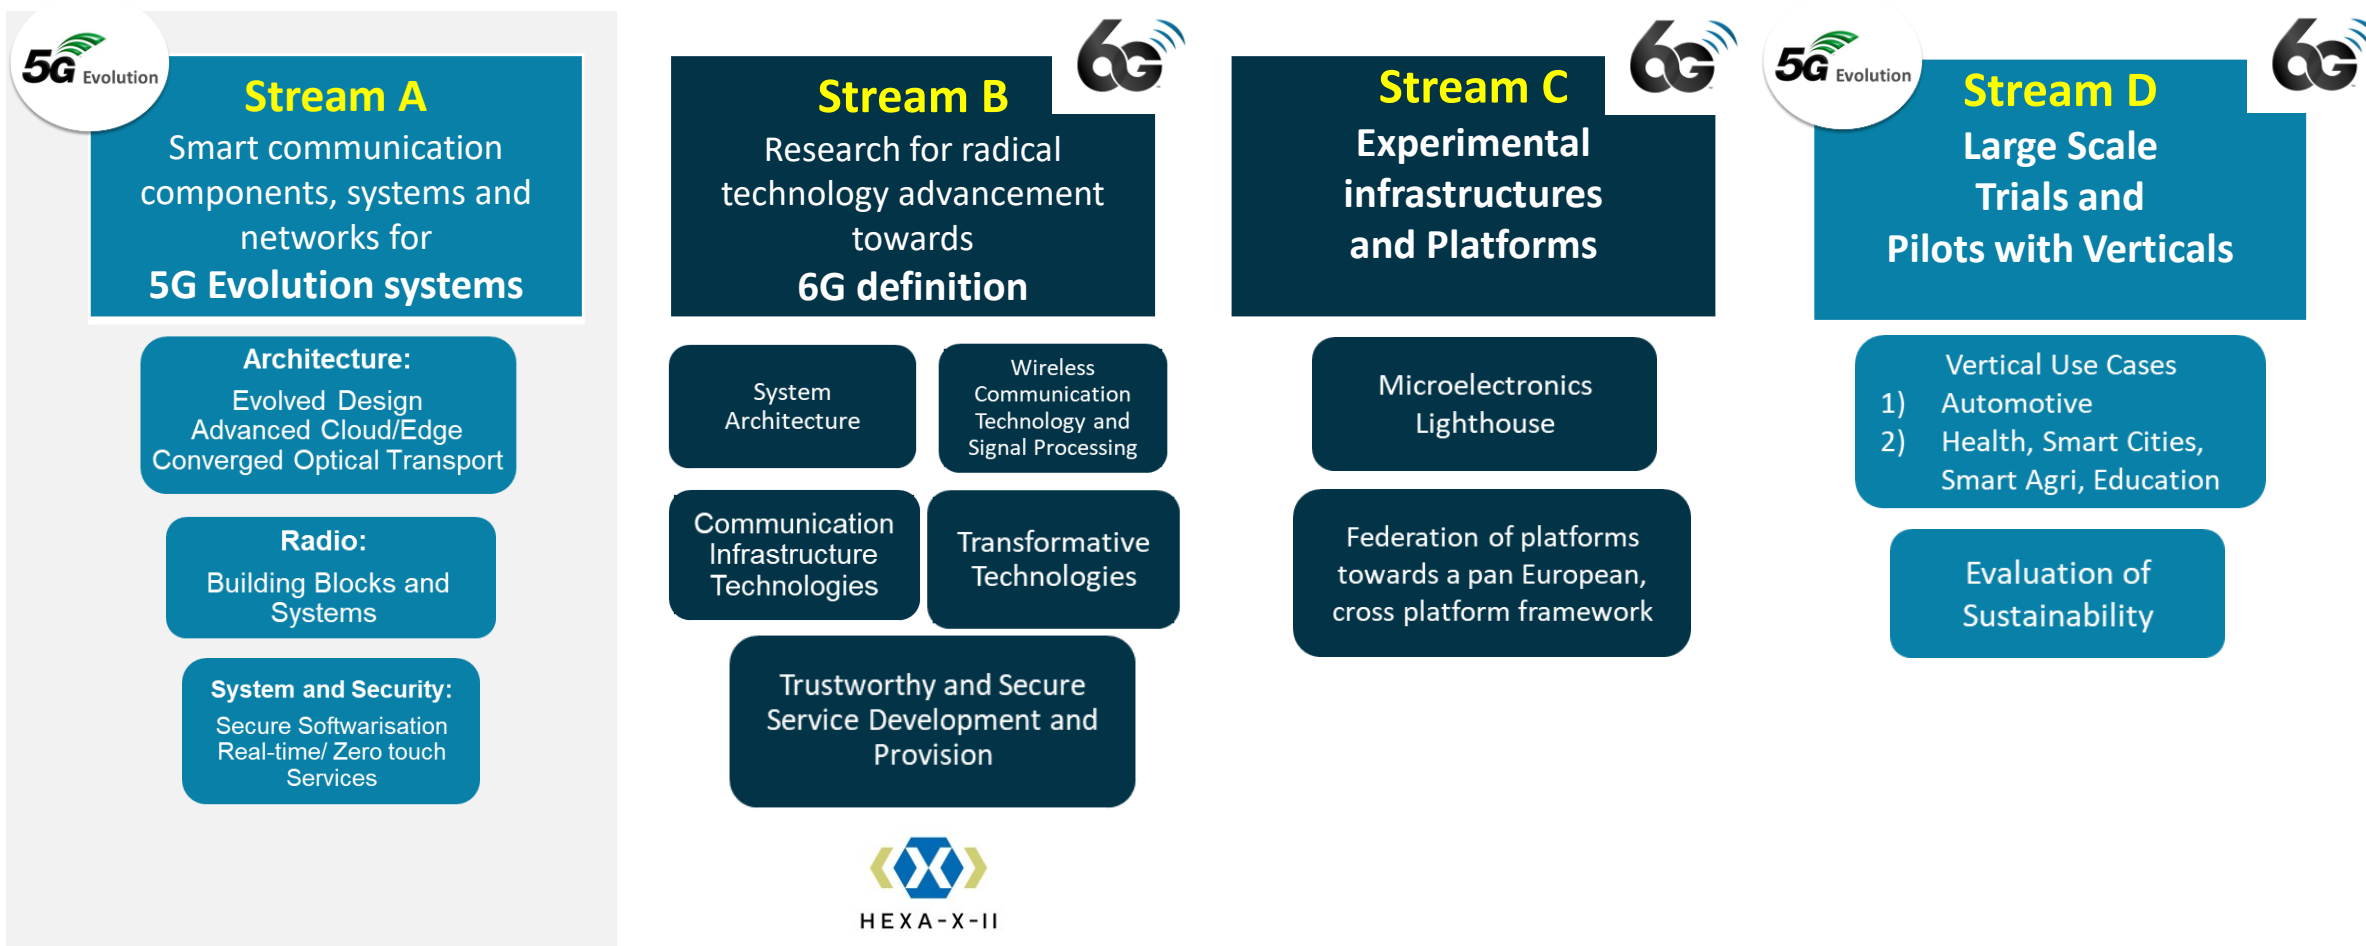 5G Evolution
Stream A
Smart communication
components, systems and
networks for
5G Evolution systems
Architecture:
Evolved Design
Advanced Cloud/Edge
Converged Optical Transport
Radio:
Building Blocks and
Systems
System and Security:
Secure Softwarisation
Real-time/ Zero touch
Services
6G
Stream B
Research for radical
technology advancement
towards
6G definition
System
Architecture
Wireless
Communication
Technology and
Signal Processing
Communication
Infrastructure
Technologies
Transformative
Technologies
Trustworthy and Secure
Service Development and
Provision
HEXA-X-II
6G
Stream C
Experimental
infrastructures
and Platforms
Microelectronics
Lighthouse
Federation of platforms
towards a pan European,
cross platform framework
5G Evolution
6G
Stream D
Large Scale
Trials and
Pilots with Verticals
Vertical Use Cases
1) Automotive
2) Health, Smart Cities,
Smart Agri, Education
Evaluation of
Sustainability